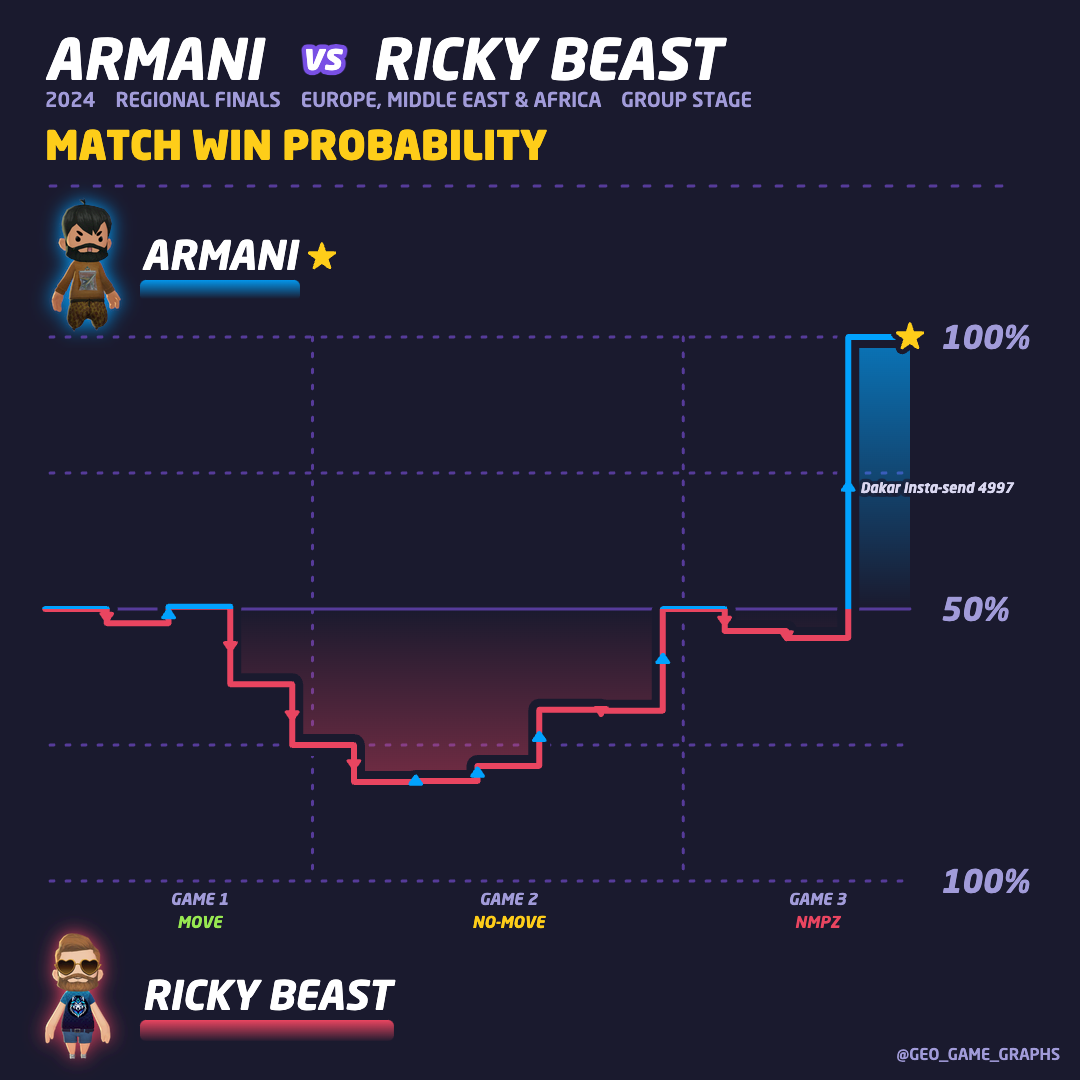 ARMANI VS RICKY BEAST
2024 REGIONAL FINALS EUROPE, MIDDLE EAST & AFRICA GROUP STAGE
MATCH WIN PROBABILITY
ARMANI
100%
Dakar Insta-send 4997
50%
100%
GAME 1 GAME 2 GAME 3
MOVE NO-MOVE NMPZ
RICKY BEAST
@GEO_GAME_GRAPHS